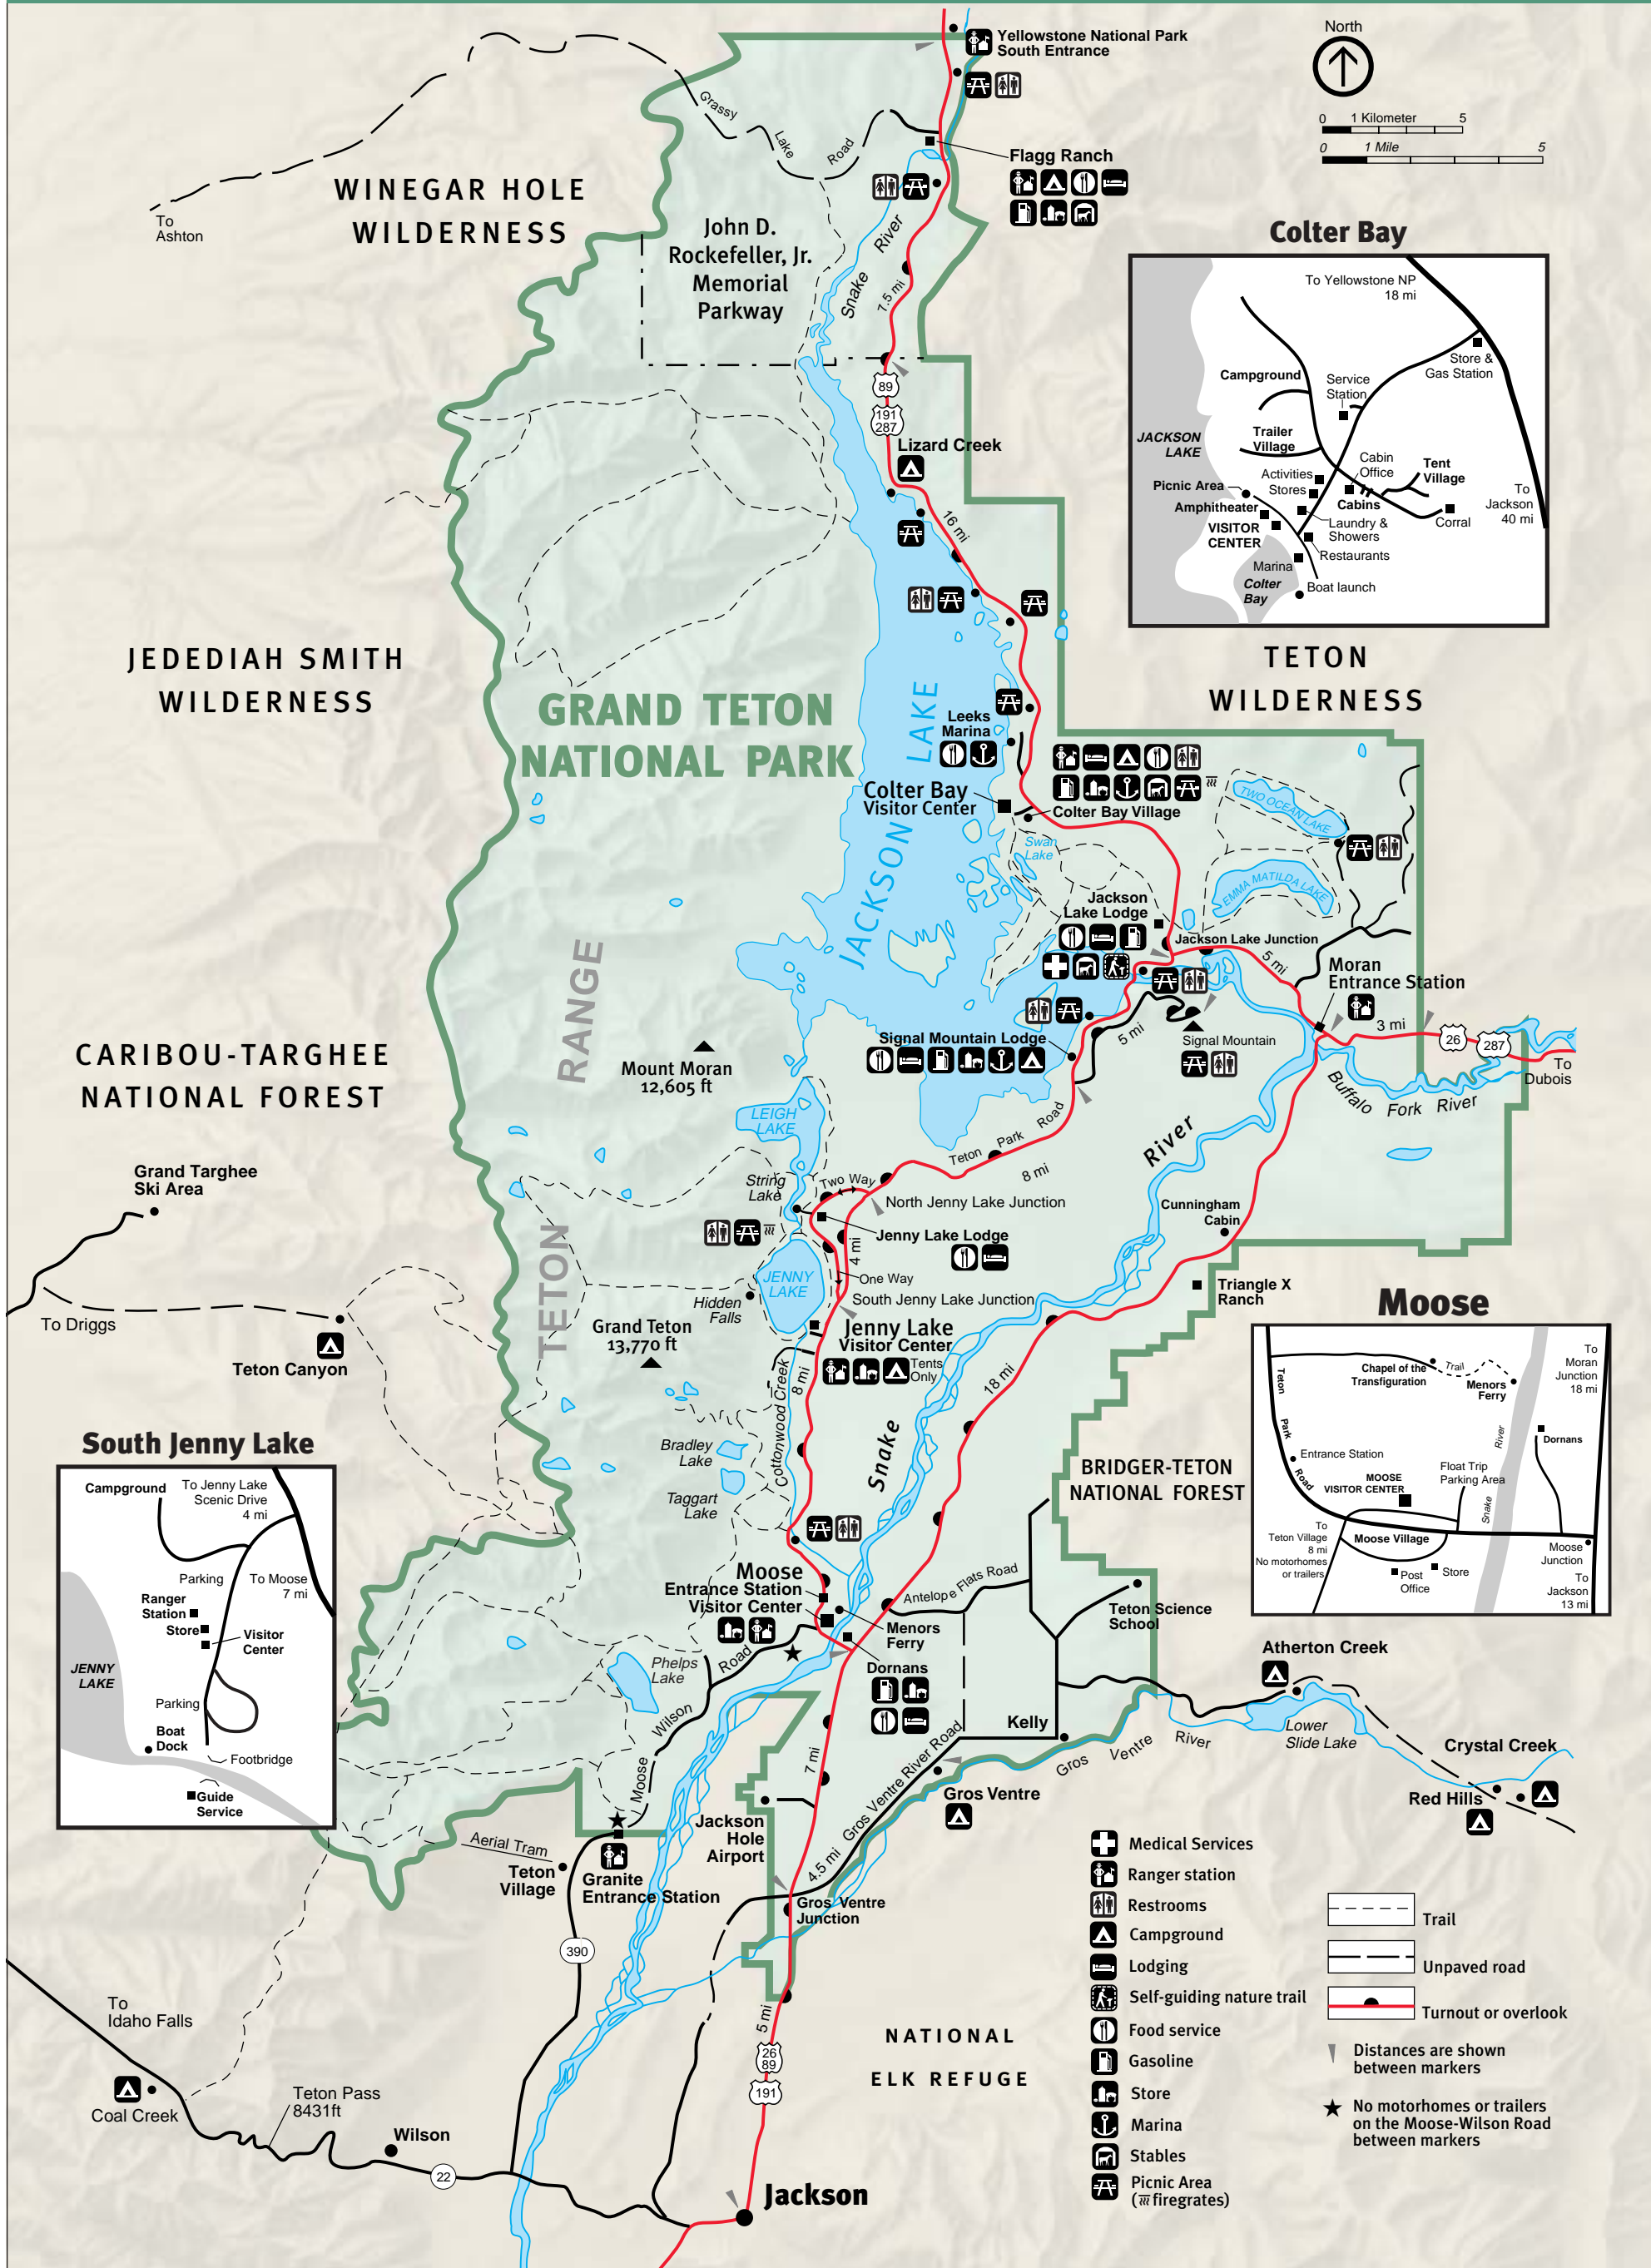 Yellowstone National Park
South Entrance
North
0 1 Kilometer 5
0 1 Mile 5
Grassy
Lake
Road
Flagg Ranch
To
Ashton
WINEGAR HOLE
WILDERNESS
John D.
Rockefeller, Jr.
Memorial
Parkway
Snake
River
7.5 mi
89
191
287
Lizard Creek
16 mi
Colter Bay
To Yellowstone NP
18 mi
Store &
Gas Station
Campground
Service
Station
JACKSON
LAKE
Trailer
Village
Cabin
Office
Tent
Village
Activities
Stores
Picnic Area
Cabins
To
Jackson
40 mi
Amphitheater
Laundry &
Showers
Corral
VISITOR
CENTER
Restaurants
Marina
Colter
Bay
Boat launch
JEDEDIAH SMITH
WILDERNESS
TETON
WILDERNESS
GRAND TETON
NATIONAL PARK
JACKSON
LAKE
Leeks
Marina
Colter Bay
Visitor Center
Colter Bay Village
TWO OCEAN LAKE
Swan
Lake
EMMA MATILDA LAKE
Jackson
Lake Lodge
Jackson Lake Junction
5 mi
Moran
Entrance Station
3 mi
26
287
To
Dubois
Signal Mountain Lodge
5 mi
Signal Mountain
Buffalo
Fork
River
CARIBOU-TARGHEE
NATIONAL FOREST
TETON
RANGE
Mount Moran
12,605 ft
LEIGH
LAKE
Teton
Park
Road
8 mi
River
Grand Targhee
Ski Area
String
Lake
Two Way
North Jenny Lake Junction
Cunningham
Cabin
Jenny Lake Lodge
4 mi
One Way
JENNY
LAKE
South Jenny Lake Junction
Triangle X
Ranch
Hidden
Falls
To Driggs
Teton Canyon
Grand Teton
13,770 ft
Jenny Lake
Visitor Center
Tents
Only
8 mi
Cottonwood Creek
18 mi
Snake
Moose
Teton
Park
Road
Chapel of the
Transfiguration
Trail
Menors
Ferry
To
Moran
Junction
18 mi
River
Dornans
Entrance Station
Float Trip
Parking Area
MOOSE
VISITOR CENTER
Snake
To
Teton Village
8 mi
No motorhomes
or trailers
Moose Village
Moose
Junction
Post
Office
Store
To
Jackson
13 mi
South Jenny Lake
Campground
To Jenny Lake
Scenic Drive
4 mi
Parking
To Moose
7 mi
Ranger
Station
Store
Visitor
Center
JENNY
LAKE
Parking
Boat
Dock
Footbridge
Guide
Service
Bradley
Lake
Taggart
Lake
BRIDGER-TETON
NATIONAL FOREST
Moose
Entrance Station
Visitor Center
Antelope Flats Road
Teton Science
School
Menors
Ferry
Dornans
Phelps
Lake
Moose
Wilson
Road
Atherton Creek
Lower
Slide Lake
Kelly
Gros
Ventre
River
Crystal Creek
Red Hills
7 mi
Gros Ventre River Road
Gros Ventre
4.5 mi
Jackson
Hole
Airport
Aerial Tram
Teton
Village
Granite
Entrance Station
Gros Ventre
Junction
390
5 mi
26
89
191
NATIONAL
ELK REFUGE
To
Idaho Falls
Coal Creek
Teton Pass
8431ft
Wilson
22
Jackson
Medical Services
Ranger station
Restrooms
Campground
Lodging
Self-guiding nature trail
Food service
Gasoline
Store
Marina
Stables
Picnic Area
( firegrates)
Trail
Unpaved road
Turnout or overlook
Distances are shown
between markers
No motorhomes or trailers
on the Moose-Wilson Road
between markers